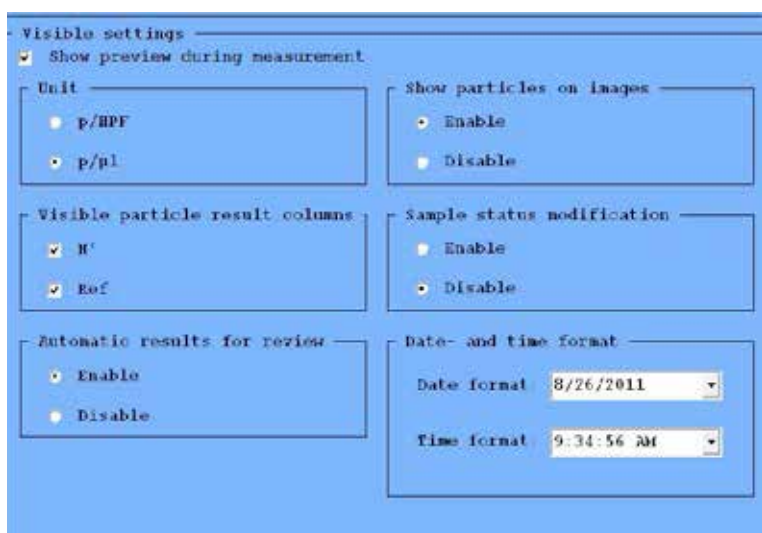 Visible settings
Show preview during measurement
Unit
p/HPF
p/µl
Show particles on images
Enable
Disable
Visible particle result columns
N'
Ref
Sample status modification
Enable
Disable
Automatic results for review
Enable
Disable
Date- and time format
Date format 8/26/2011
Time format 9:34:56 AM